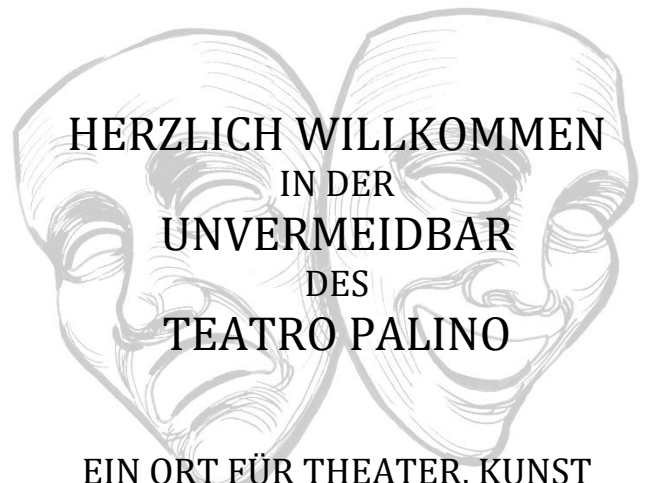 HERZLICH WILLKOMMEN
IN DER
UNVERMEIDBAR
DES
TEATRO PALINO
EIN ORT FÜR THEATER, KUNST